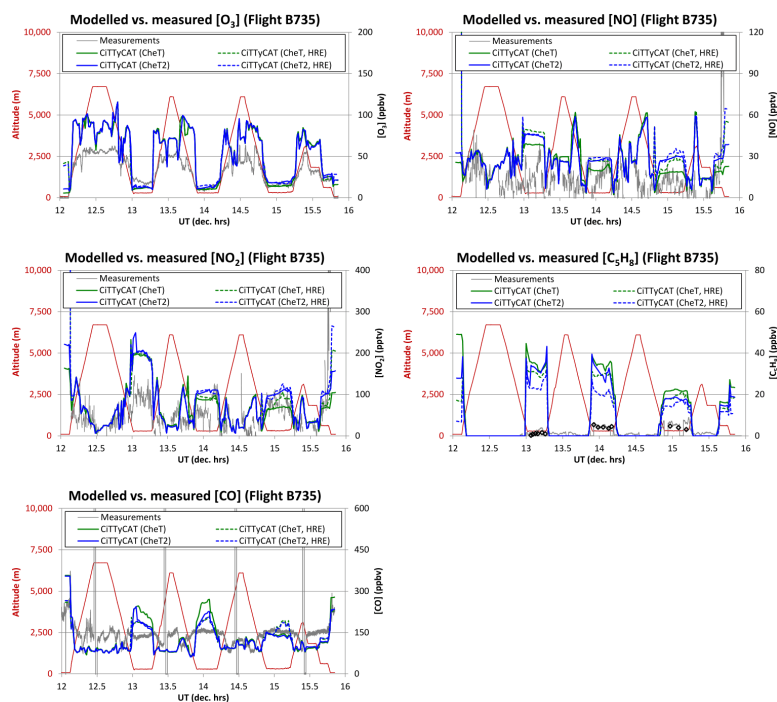 Modelled vs. measured [O3] (Flight B735)
Measurements
CiTTyCAT (CheT)
CiTTyCAT (CheT, HRE)
CiTTyCAT (CheT2)
CiTTyCAT (CheT2, HRE)
Altitude (m)
10,000
7,500
5,000
2,500
0
[O3] (ppbv)
200
150
100
50
0
12 12.5 13 13.5 14 14.5 15 15.5 16
UT (dec. hrs)
Modelled vs. measured [NO] (Flight B735)
Measurements
CiTTyCAT (CheT)
CiTTyCAT (CheT, HRE)
CiTTyCAT (CheT2)
CiTTyCAT (CheT2, HRE)
Altitude (m)
10,000
7,500
5,000
2,500
0
[NO] (pptv)
120
90
60
30
0
12 12.5 13 13.5 14 14.5 15 15.5 16
UT (dec. hrs)
Modelled vs. measured [NO2] (Flight B735)
Measurements
CiTTyCAT (CheT)
CiTTyCAT (CheT, HRE)
CiTTyCAT (CheT2)
CiTTyCAT (CheT2, HRE)
Altitude (m)
10,000
7,500
5,000
2,500
0
[NO2] (pptv)
400
300
200
100
0
12 12.5 13 13.5 14 14.5 15 15.5 16
UT (dec. hrs)
Modelled vs. measured [C5H8] (Flight B735)
Measurements
CiTTyCAT (CheT)
CiTTyCAT (CheT, HRE)
CiTTyCAT (CheT2)
CiTTyCAT (CheT2, HRE)
Altitude (m)
10,000
7,500
5,000
2,500
0
[C5H8] (ppbv)
80
60
40
20
0
12 12.5 13 13.5 14 14.5 15 15.5 16
UT (dec. hrs)
Modelled vs. measured [CO] (Flight B735)
Measurements
CiTTyCAT (CheT)
CiTTyCAT (CheT, HRE)
CiTTyCAT (CheT2)
CiTTyCAT (CheT2, HRE)
Altitude (m)
10,000
7,500
5,000
2,500
0
[CO] (ppbv)
600
450
300
150
0
12 12.5 13 13.5 14 14.5 15 15.5 16
UT (dec. hrs)